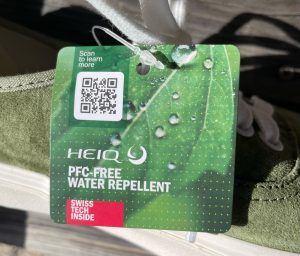 Scan
to learn
more
HEIQ
PFC-FREE
WATER REPELLENT
SWISS
TECH
INSIDE